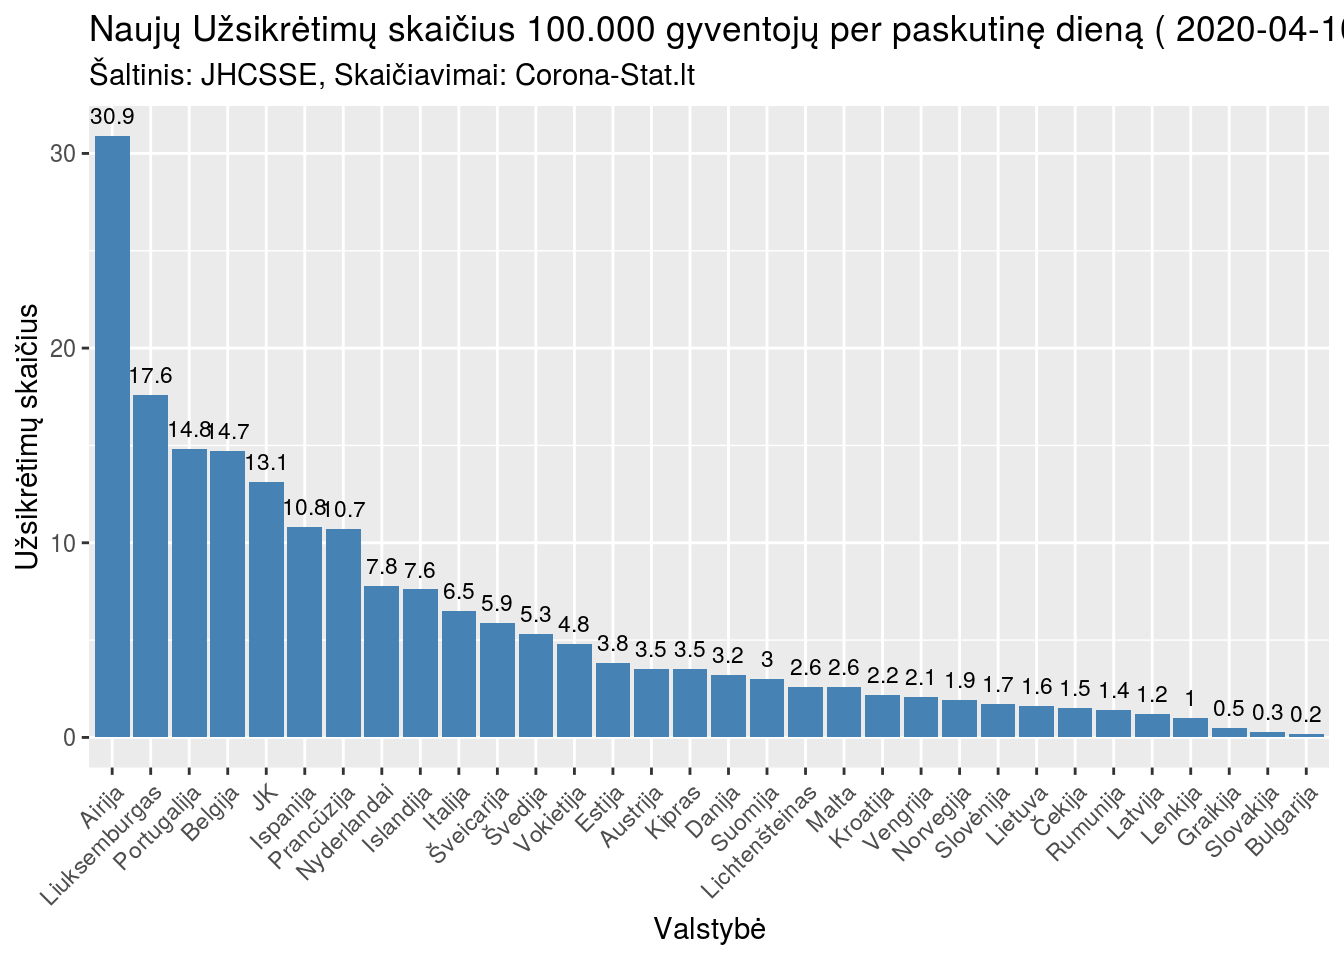 Naujų Užsikrėtimų skaičius 100.000 gyventojų per paskutinę dieną ( 2020-04-10
Šaltinis: JHCSSE, Skaičiavimai: Corona-Stat.lt
Užsikrėtimų skaičius
30
20
10
0
30.9
17.6
14.8
14.7
13.1
10.8
10.7
7.8
7.6
6.5
5.9
5.3
4.8
3.8
3.5
3.5
3.2
3
2.6
2.6
2.2
2.1
1.9
1.7
1.6
1.5
1.4
1.2
1
0.5
0.3
0.2
Airija
Liuksemburgas
Portugalija
Belgija
JK
Ispanija
Prancūzija
Nyderlandai
Islandija
Italija
Šveicarija
Švedija
Vokietija
Estija
Austrija
Kipras
Danija
Suomija
Lichtenšteinas
Malta
Kroatija
Vengrija
Norvegija
Slovėnija
Lietuva
Čekija
Rumunija
Latvija
Lenkija
Graikija
Slovakija
Bulgarija
Valstybė